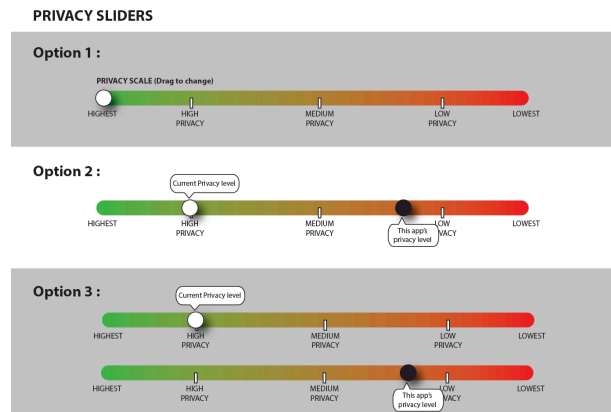 PRIVACY SLIDERS
Option 1 :
PRIVACY SCALE (Drag to change)
HIGHEST HIGH PRIVACY MEDIUM PRIVACY LOW PRIVACY LOWEST
Option 2 :
Current Privacy level
HIGHEST HIGH PRIVACY MEDIUM PRIVACY LOW VACY LOWEST
This app's
privacy level
Option 3 :
Current Privacy level
HIGHEST HIGH PRIVACY MEDIUM PRIVACY LOW PRIVACY LOWEST
HIGHEST HIGH PRIVACY MEDIUM PRIVACY LOW VACY LOWEST
This app's
privacy level